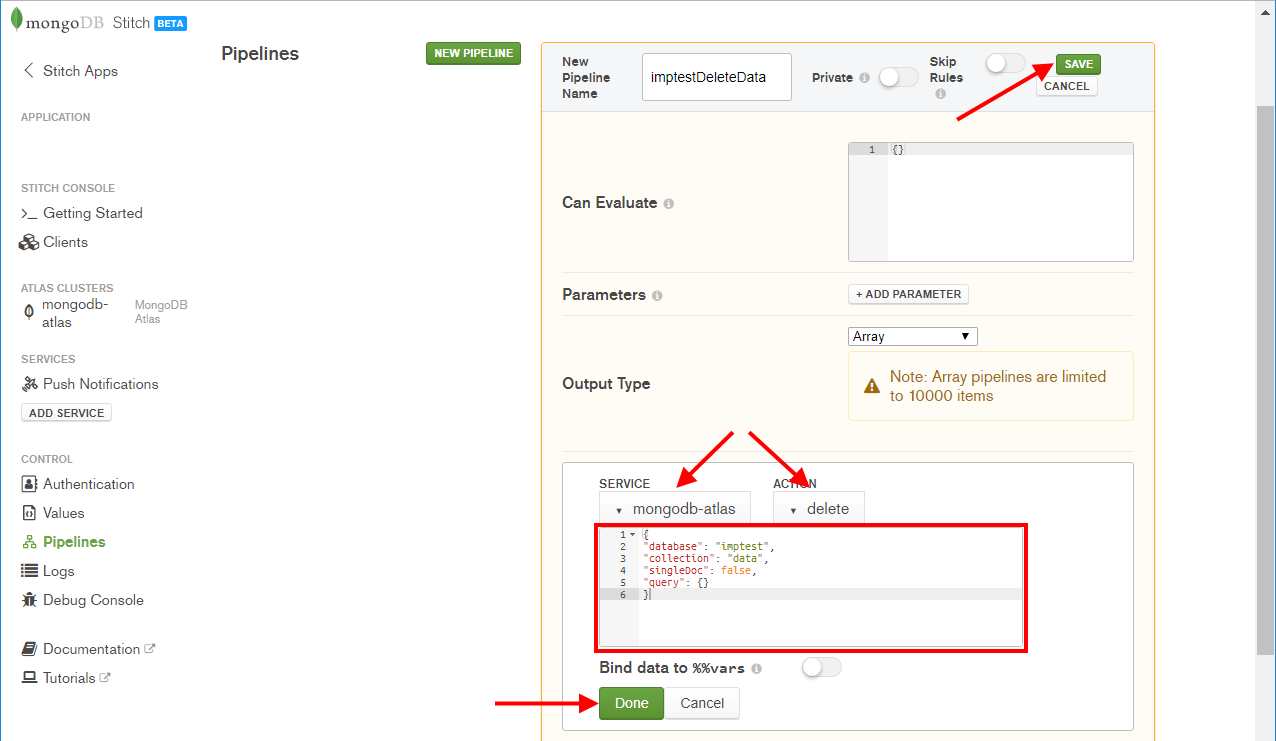 mongoDB Stitch BETA
Stitch Apps
APPLICATION
STITCH CONSOLE
>_ Getting Started
Clients
ATLAS CLUSTERS
mongodb-
atlas
MongoDB
Atlas
SERVICES
Push Notifications
ADD SERVICE
CONTROL
Authentication
Values
Pipelines
Logs
Debug Console
Documentation
Tutorials
Pipelines
NEW PIPELINE
New
Pipeline
Name
imptestDeleteData
Private
Skip
Rules
SAVE
CANCEL
Can Evaluate
1 {}
Parameters
+ ADD PARAMETER
Output Type
Array
Note: Array pipelines are limited
to 10000 items
SERVICE
mongodb-atlas
ACTION
delete
1 {
2 "database": "imptest",
3 "collection": "data",
4 "singleDoc": false,
5 "query": {}
6 }
Bind data to %%vars
Done
Cancel